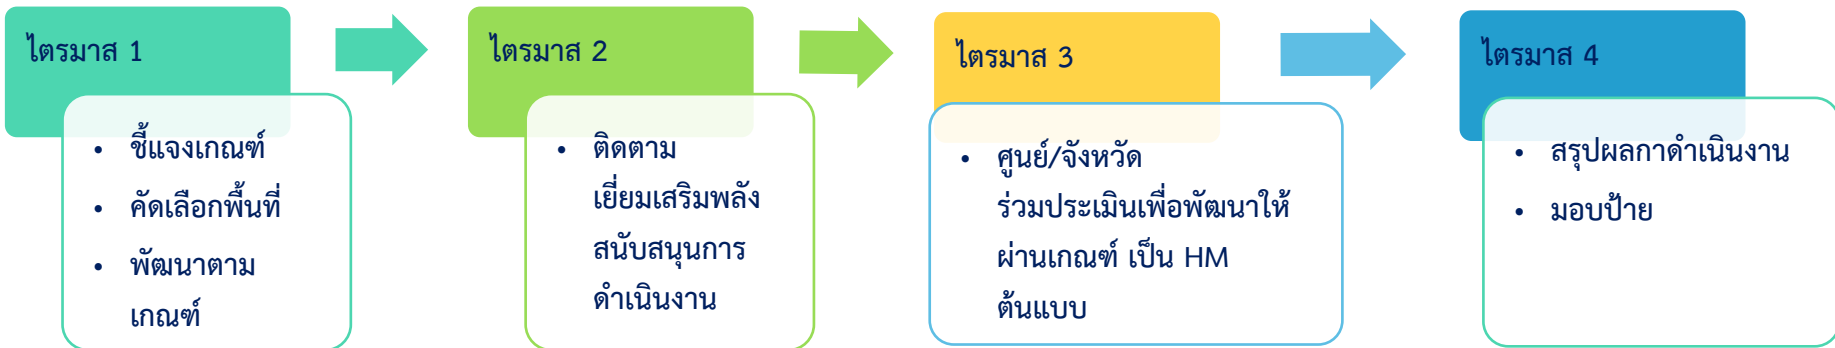 ไตรมาส 1
• ชี้แจงเกณฑ์
• คัดเลือกพื้นที่
• พัฒนาตาม
เกณฑ์
ไตรมาส 2
• ติดตาม
เยี่ยมเสริมพลัง
สนับสนุนการ
ดำเนินงาน
ไตรมาส 3
• ศูนย์/จังหวัด
ร่วมประเมินเพื่อพัฒนาให้
ผ่านเกณฑ์ เป็น HM
ต้นแบบ
ไตรมาส 4
• สรุปผลกาดำเนินงาน
• มอบป้าย